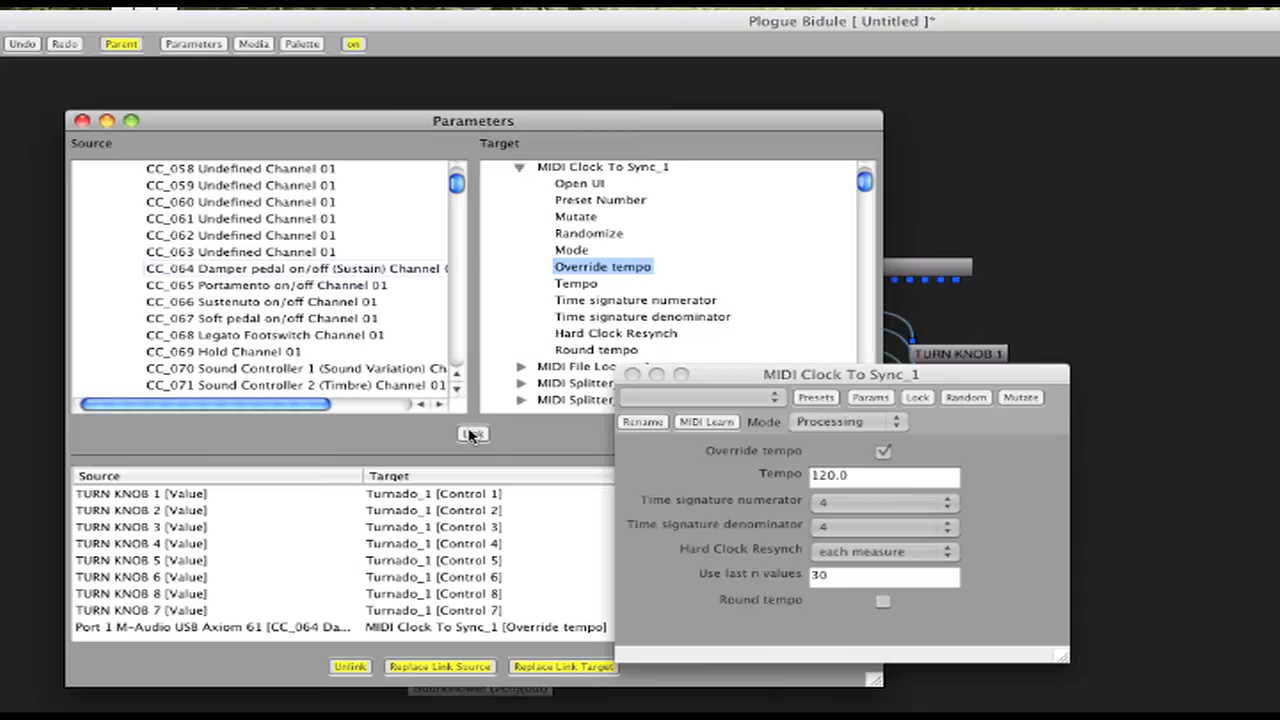 Plogue Bidule [ Untitled ]*
Undo Redo Parent Parameters Media Palette on
Parameters
Source Target
CC_058 Undefined Channel 01
CC_059 Undefined Channel 01
CC_060 Undefined Channel 01
CC_061 Undefined Channel 01
CC_062 Undefined Channel 01
CC_063 Undefined Channel 01
CC_064 Damper pedal on/off (Sustain) Channel
CC_065 Portamento on/off Channel 01
CC_066 Sustenuto on/off Channel 01
CC_067 Soft pedal on/off Channel 01
CC_068 Legato Footswitch Channel 01
CC_069 Hold Channel 01
CC_070 Sound Controller 1 (Sound Variation) Ch
CC_071 Sound Controller 2 (Timbre) Channel 01
MIDI Clock To Sync_1
Open UI
Preset Number
Mutate
Randomize
Mode
Override tempo
Tempo
Time signature numerator
Time signature denominator
Hard Clock Resynch
Round tempo
MIDI File Lo
MIDI Splitter_
MIDI Splitter_
TURN KNOB 1
Source Target
TURN KNOB 1 [Value] Turnado_1 [Control 1]
TURN KNOB 2 [Value] Turnado_1 [Control 2]
TURN KNOB 3 [Value] Turnado_1 [Control 3]
TURN KNOB 4 [Value] Turnado_1 [Control 4]
TURN KNOB 5 [Value] Turnado_1 [Control 5]
TURN KNOB 6 [Value] Turnado_1 [Control 6]
TURN KNOB 8 [Value] Turnado_1 [Control 8]
TURN KNOB 7 [Value] Turnado_1 [Control 7]
Port 1 M-Audio USB Axiom 61 [CC_064 Da... MIDI Clock To Sync_1 [Override tempo]
Unlink Replace Link Source Replace Link Target
MIDI Clock To Sync_1
Presets Params Lock Random Mutate
Rename MIDI Learn Mode Processing
Override tempo
Tempo 120.0
Time signature numerator 4
Time signature denominator 4
Hard Clock Resynch each measure
Use last n values 30
Round tempo